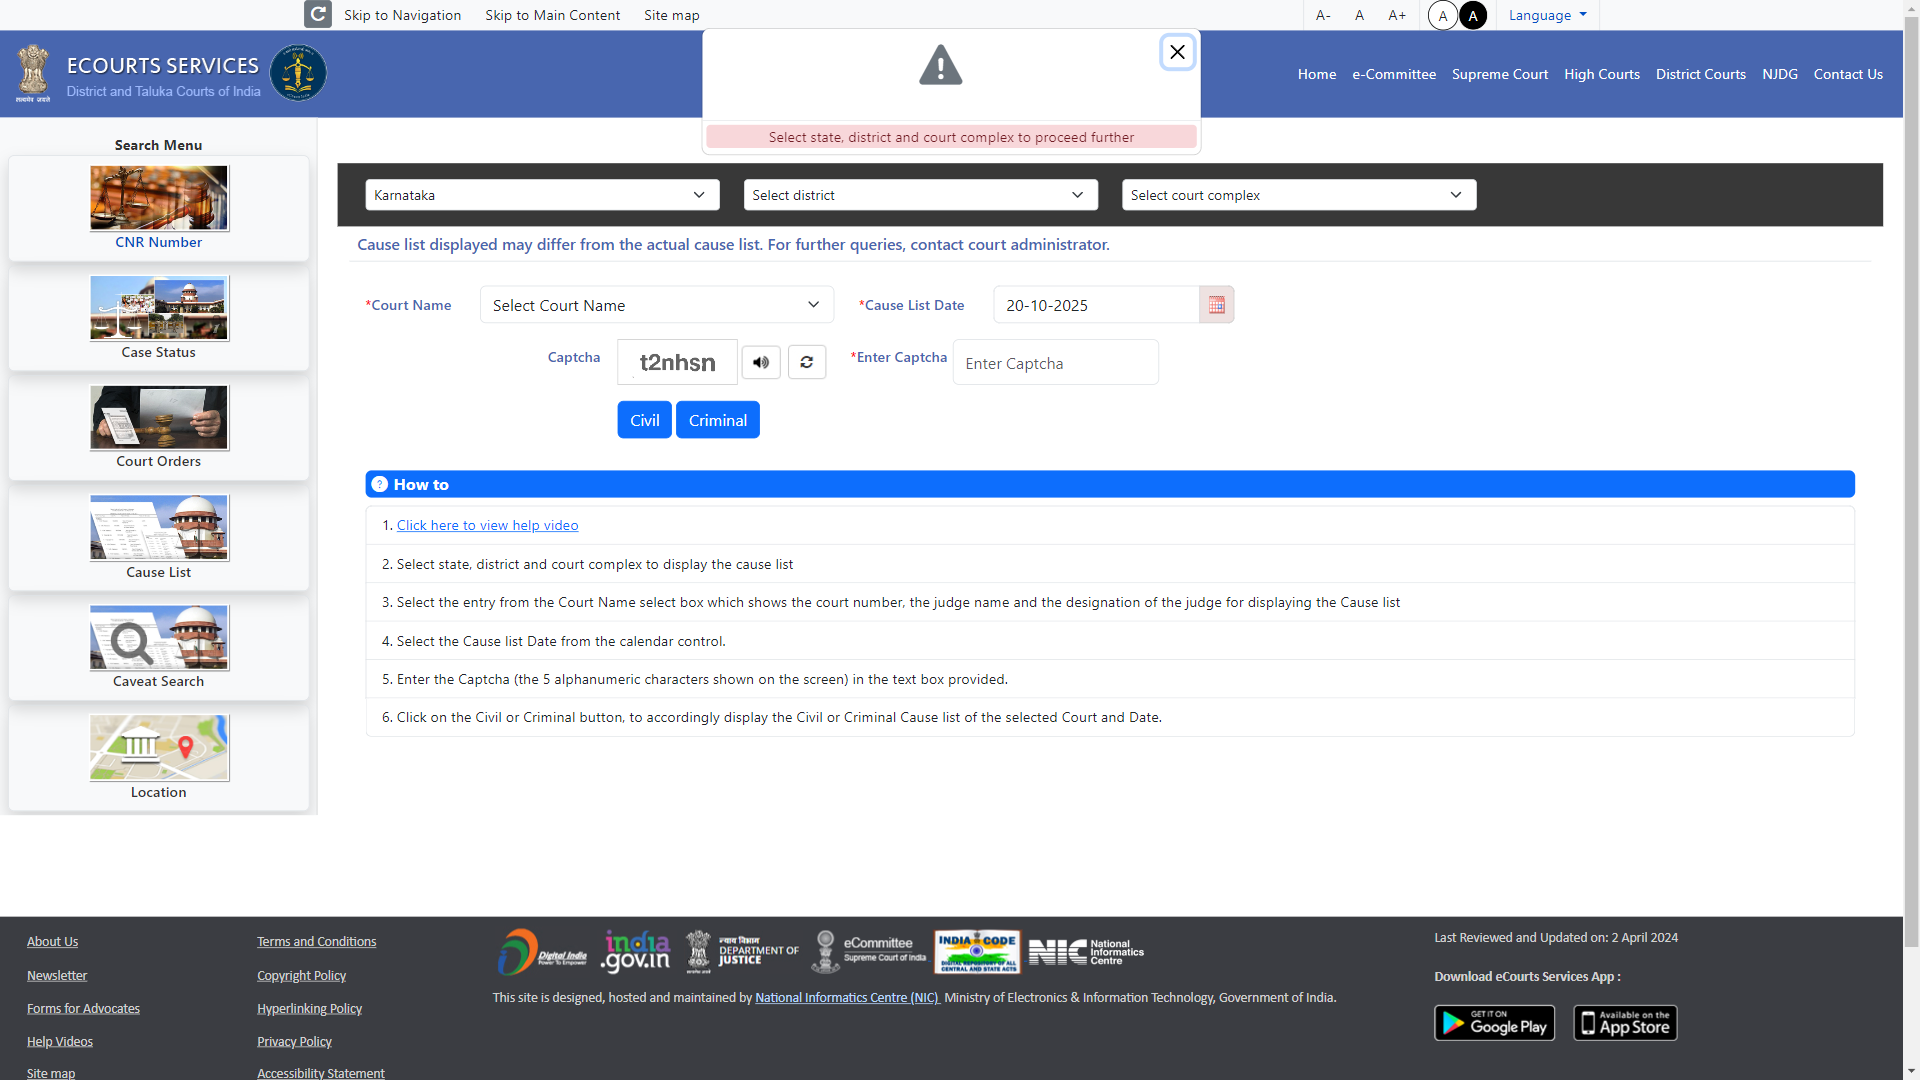 Skip to Navigation
Skip to Main Content
Site map
A-
A
A+
A
A
Language
ECOURTS SERVICES
District and Taluka Courts of India
सत्यमेव जयते
Home
e-Committee
Supreme Court
High Courts
District Courts
NJDG
Contact Us
Select state, district and court complex to proceed further
Search Menu
CNR Number
Case Status
Court Orders
Cause List
Caveat Search
Location
Karnataka
Select district
Select court complex
Cause list displayed may differ from the actual cause list. For further queries, contact court administrator.
*Court Name
Select Court Name
*Cause List Date
20-10-2025
Captcha
t2nhsn
*Enter Captcha
Enter Captcha
Civil
Criminal
How to
1. Click here to view help video
2. Select state, district and court complex to display the cause list
3. Select the entry from the Court Name select box which shows the court number, the judge name and the designation of the judge for displaying the Cause list
4. Select the Cause list Date from the calendar control.
5. Enter the Captcha (the 5 alphanumeric characters shown on the screen) in the text box provided.
6. Click on the Civil or Criminal button, to accordingly display the Civil or Criminal Cause list of the selected Court and Date.
About Us
Newsletter
Forms for Advocates
Help Videos
Site map
Terms and Conditions
Copyright Policy
Hyperlinking Policy
Privacy Policy
Accessibility Statement
Digital India
Power To Empower
india
.gov.in
न्याय विभाग
DEPARTMENT OF
JUSTICE
eCommittee
Supreme Court of India
INDIA CODE
DIGITAL REPOSITORY OF ALL
CENTRAL AND STATE ACTS
NIC National
Informatics
Centre
This site is designed, hosted and maintained by National Informatics Centre (NIC) Ministry of Electronics & Information Technology, Government of India.
Last Reviewed and Updated on: 2 April 2024
Download eCourts Services App :
GET IT ON
Google Play
Available on the
App Store